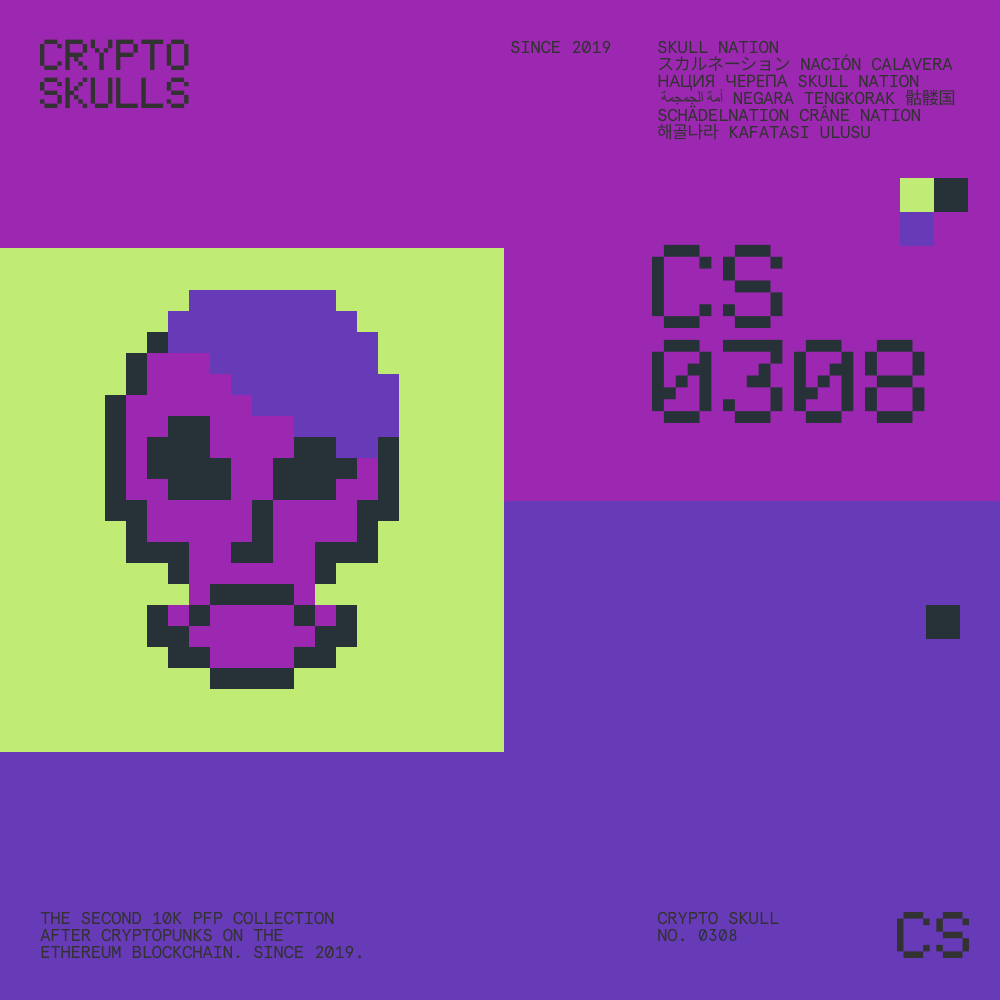 CRYPTO
SKULLS
SINCE 2019
SKULL NATION
スカルネーション NACIÓN CALAVERA
НАЦИЯ ЧЕРЕПА SKULL NATION
أمة الجمجمة NEGARA TENGKORAK 骷髅国
SCHÄDELNATION CRÂNE NATION
해골나라 KAFATASI ULUSU
CS
0308
THE SECOND 10K PFP COLLECTION
AFTER CRYPTOPUNKS ON THE
ETHEREUM BLOCKCHAIN. SINCE 2019.
CRYPTO SKULL
NO. 0308
CS